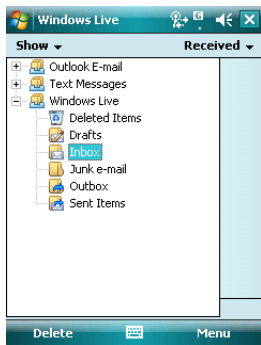 Windows Live
Show Received
Outlook E-mail
Text Messages
Windows Live
Deleted Items
Drafts
Inbox
Junk e-mail
Outbox
Sent Items
Delete Menu